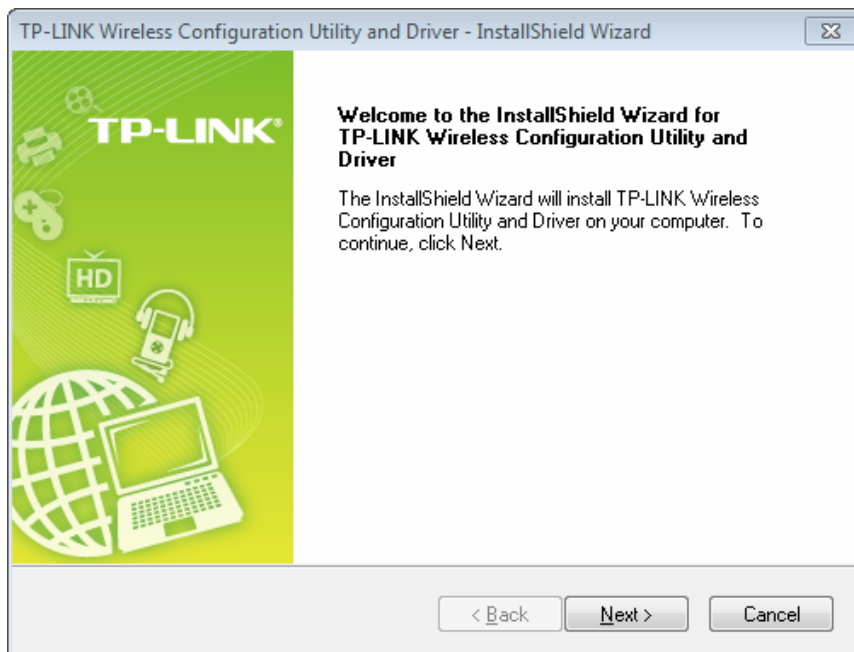 TP-LINK Wireless Configuration Utility and Driver - InstallShield Wizard
TP-LINK®
HD
Welcome to the InstallShield Wizard for
TP-LINK Wireless Configuration Utility and
Driver
The InstallShield Wizard will install TP-LINK Wireless
Configuration Utility and Driver on your computer. To
continue, click Next.
< Back
Next >
Cancel